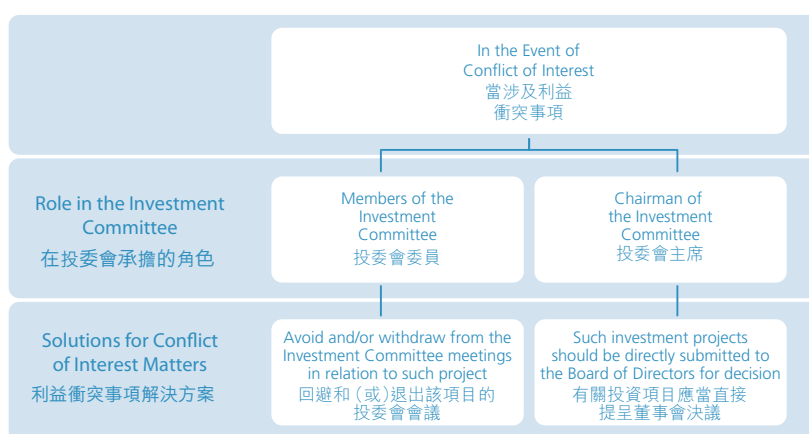 In the Event of
Conflict of Interest
當涉及利益
衝突事項
Role in the Investment
Committee
在投委會承擔的角色
Members of the
Investment
Committee
投委會委員
Chairman of
the Investment
Committee
投委會主席
Solutions for Conflict
of Interest Matters
利益衝突事項解決方案
Avoid and/or withdraw from the
Investment Committee meetings
in relation to such project
回避和（或）退出該項目的
投委會會議
Such investment projects
should be directly submitted to
the Board of Directors for decision
有關投資項目應當直接
提呈董事會決議